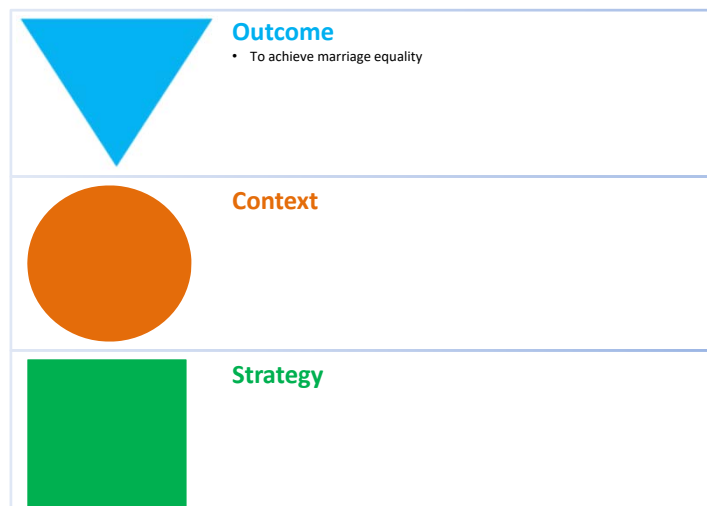 Outcome
• To achieve marriage equality
Context
Strategy